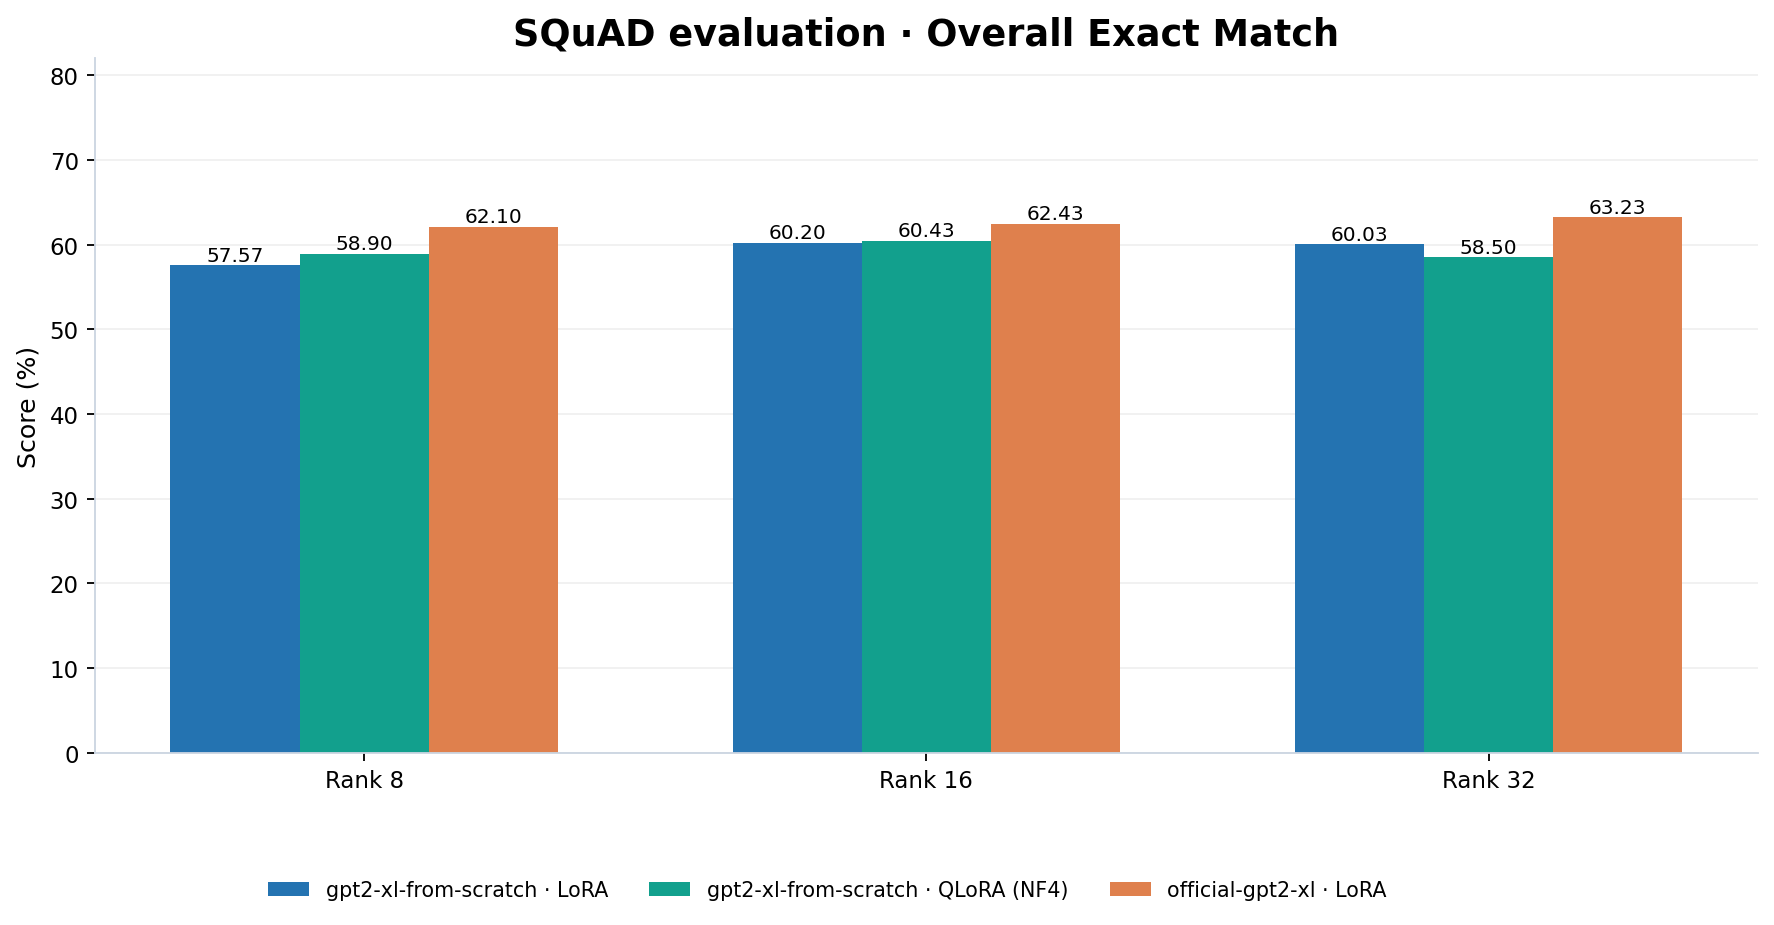 SQuAD evaluation · Overall Exact Match
Score (%)
80
70
60
50
40
30
20
10
0
57.57
58.90
62.10
60.20
60.43
62.43
60.03
58.50
63.23
Rank 8
Rank 16
Rank 32
gpt2-xl-from-scratch · LoRA
gpt2-xl-from-scratch · QLoRA (NF4)
official-gpt2-xl · LoRA